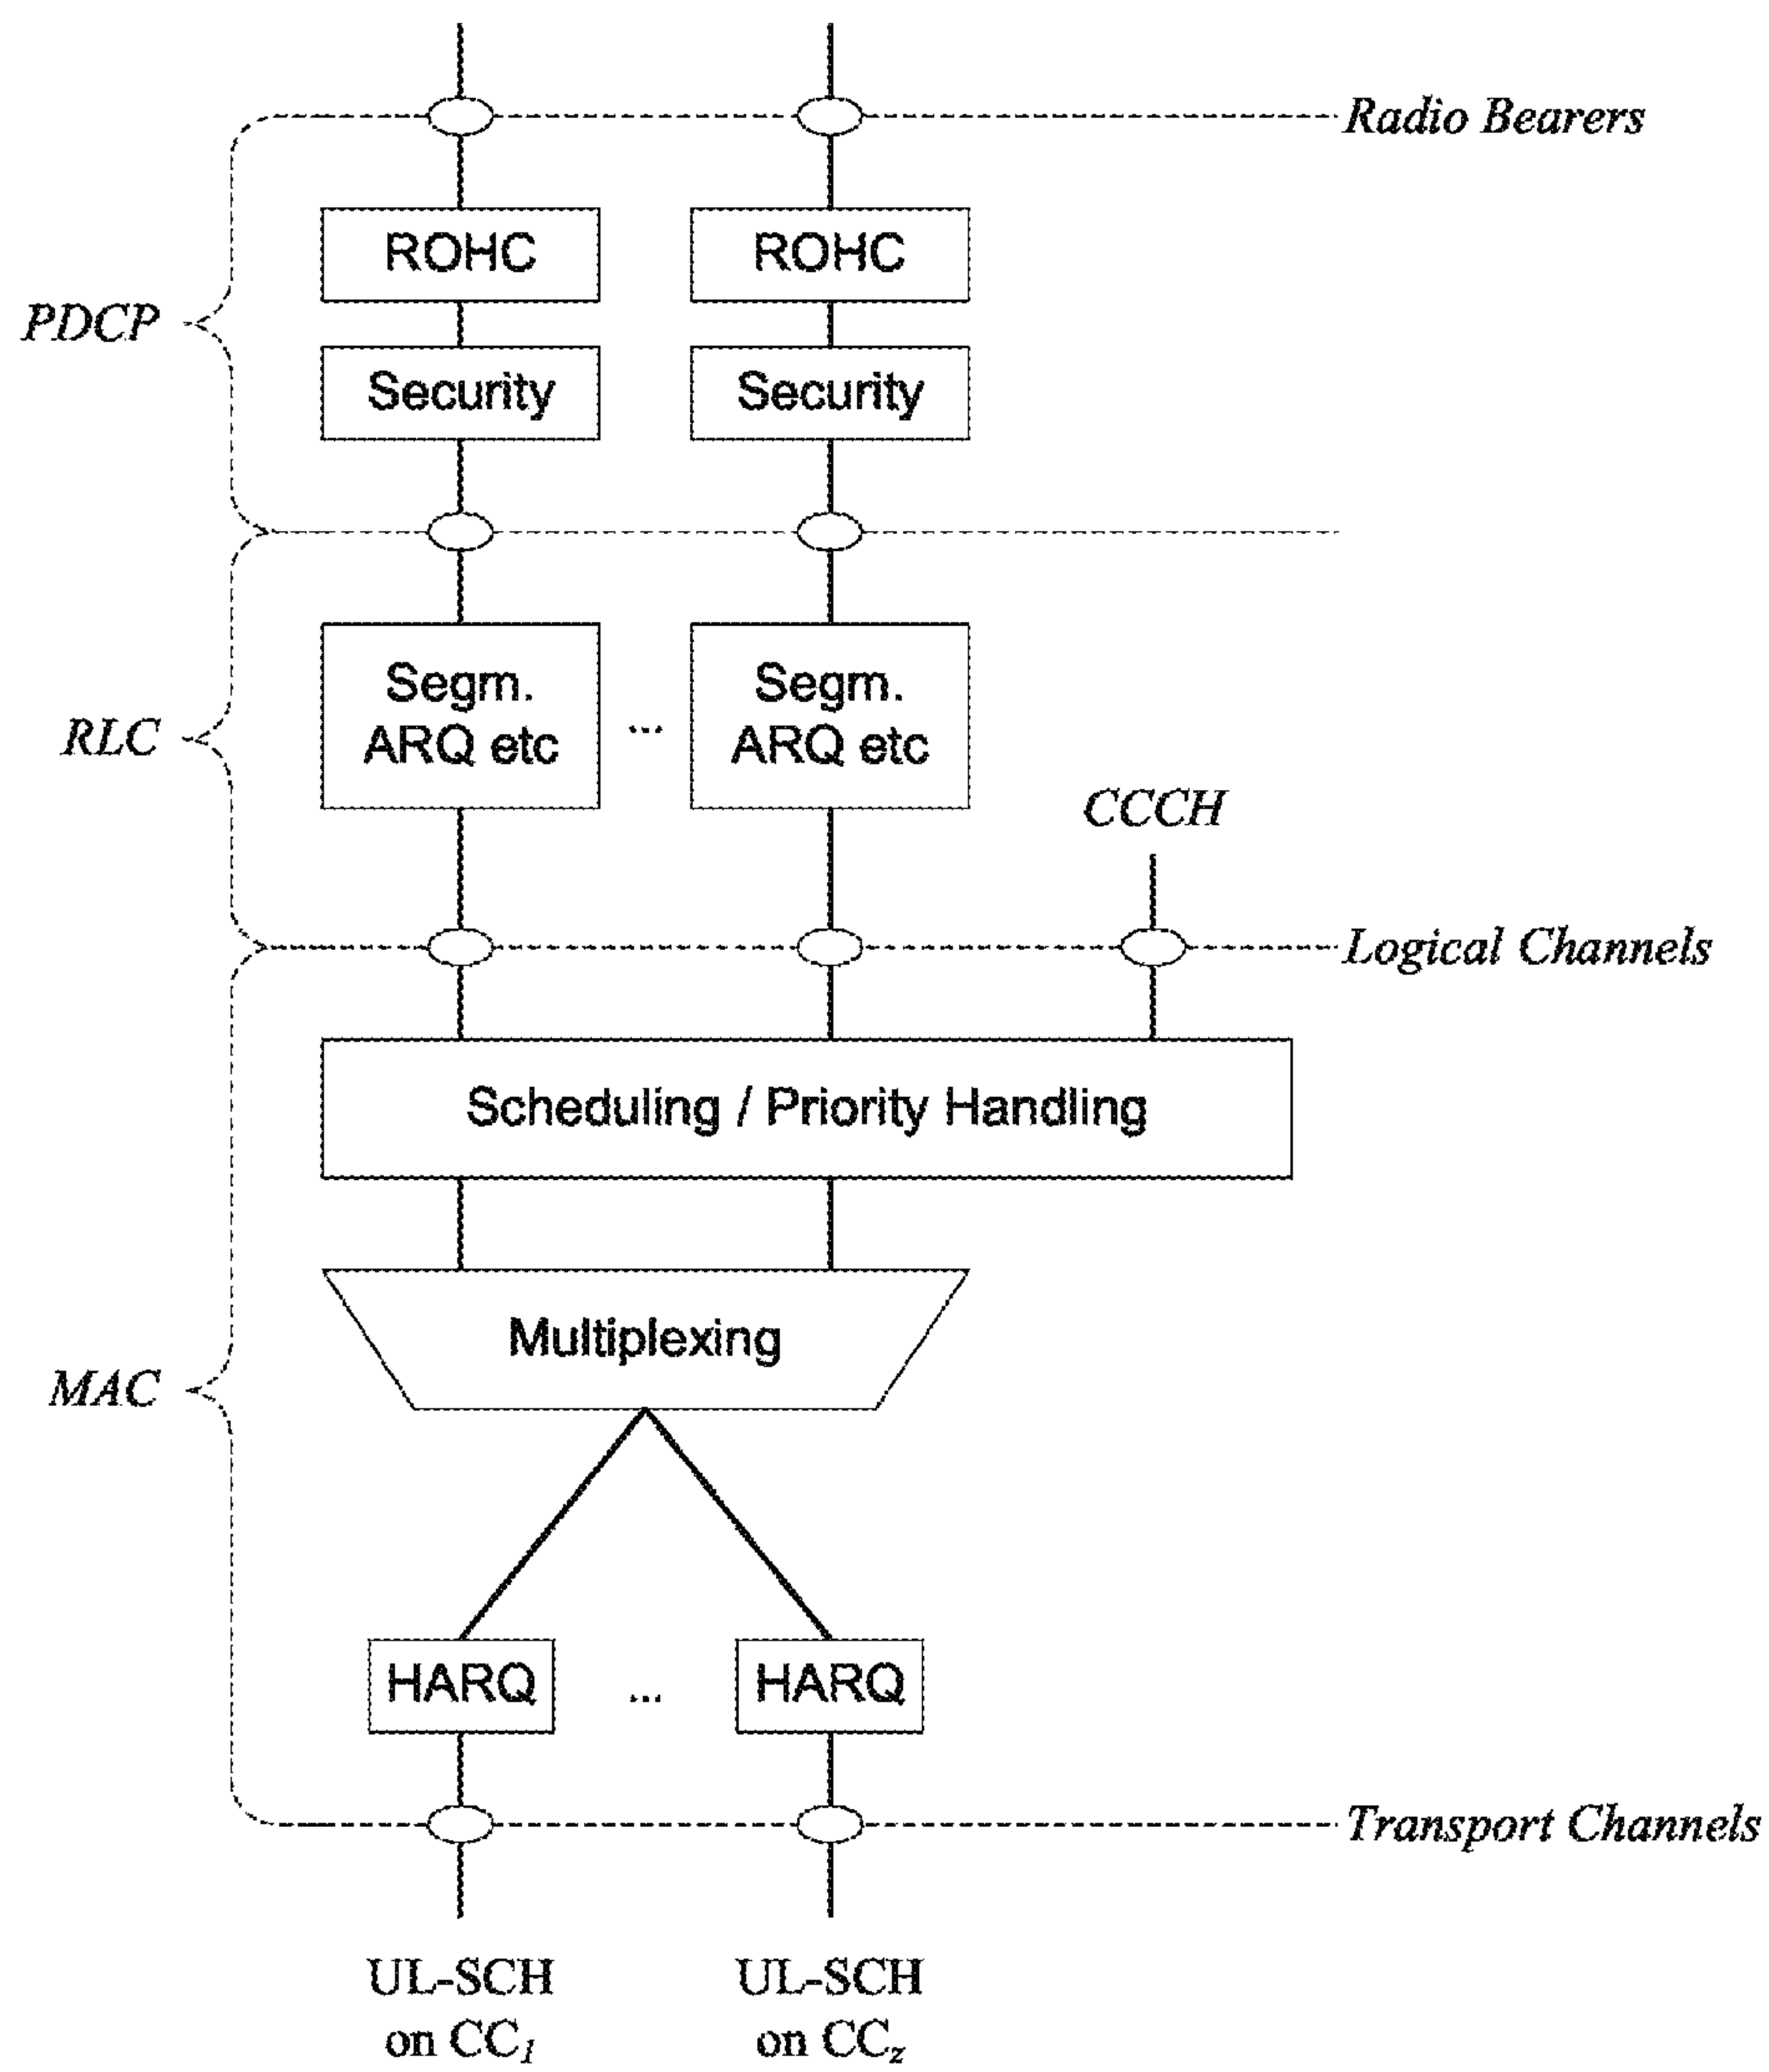 Radio Bearers
ROHC ROHC
PDCP
Security Security
Segm. Segm.
RLC ARQ etc ... ARQ etc
CCCH
Logical Channels
Scheduling / Priority Handling
Multiplexing
MAC
HARQ ... HARQ
Transport Channels
UL-SCH UL-SCH
on CC1 on CCz